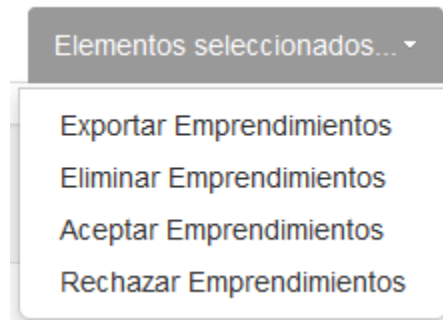 Elementos seleccionados...
Exportar Emprendimientos
Eliminar Emprendimientos
Aceptar Emprendimientos
Rechazar Emprendimientos